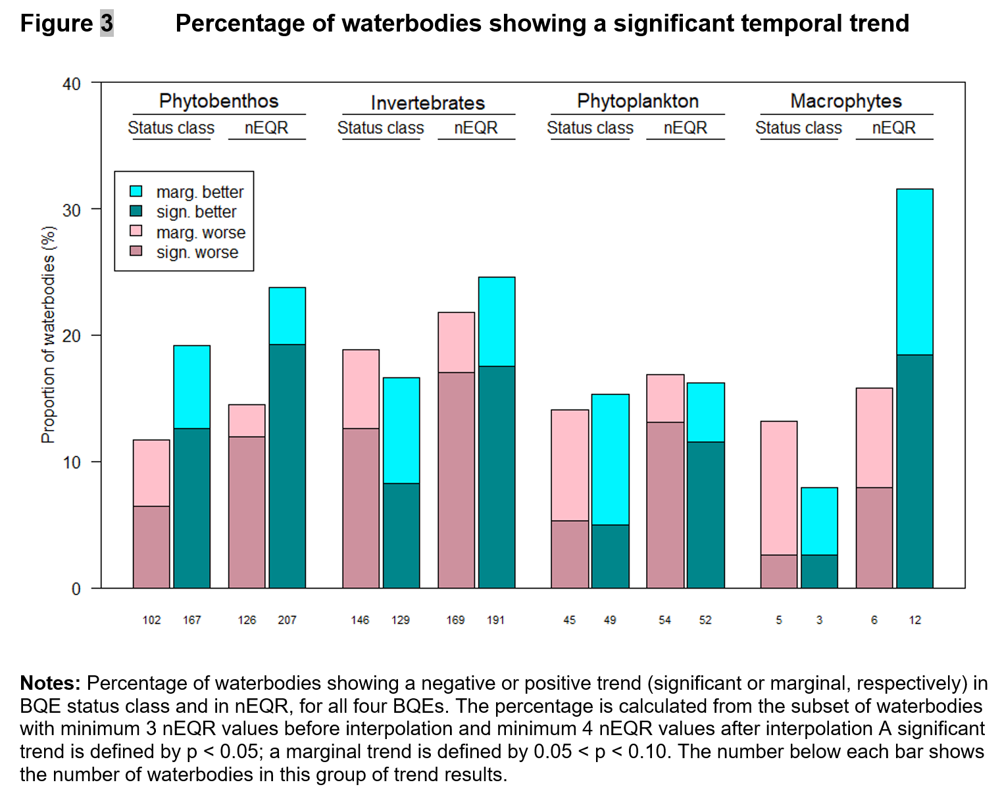 Figure 3 Percentage of waterbodies showing a significant temporal trend
40
Phytobenthos Invertebrates Phytoplankton Macrophytes
Status class nEQR Status class nEQR Status class nEQR Status class nEQR
marg. better
sign. better
marg. worse
sign. worse
30
20
10
0
Proportion of waterbodies (%)
102 167 126 207 146 129 169 191 45 49 54 52 5 3 6 12
Notes: Percentage of waterbodies showing a negative or positive trend (significant or marginal, respectively) in
BQE status class and in nEQR, for all four BQEs. The percentage is calculated from the subset of waterbodies
with minimum 3 nEQR values before interpolation and minimum 4 nEQR values after interpolation A significant
trend is defined by p < 0.05; a marginal trend is defined by 0.05 < p < 0.10. The number below each bar shows
the number of waterbodies in this group of trend results.